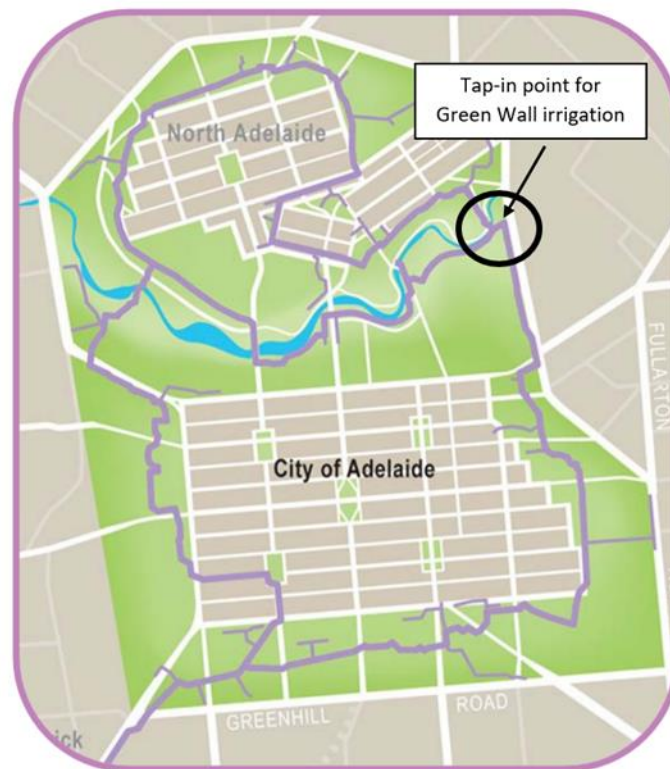 Tap-in point for
Green Wall irrigation
North Adelaide
FULLARTON
City of Adelaide
GREENHILL
ROAD
ick